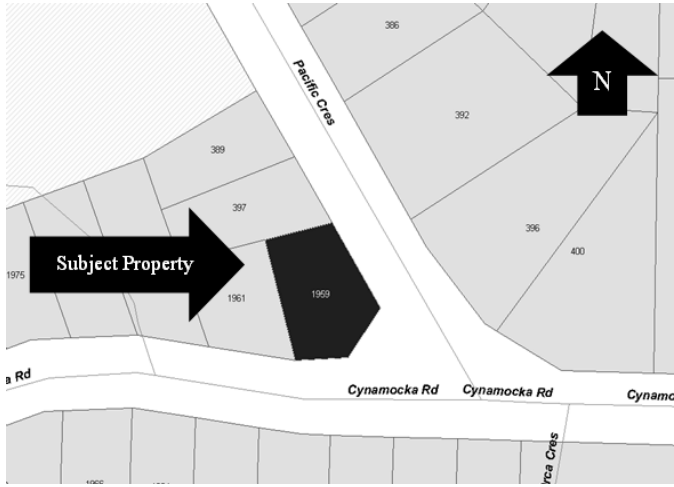 386
Pacific Cres
N
392
389
397
396
400
Subject Property
1975
1961
1959
a Rd
Cynamocka Rd
Cynamocka Rd
Cynamo
rca Cres